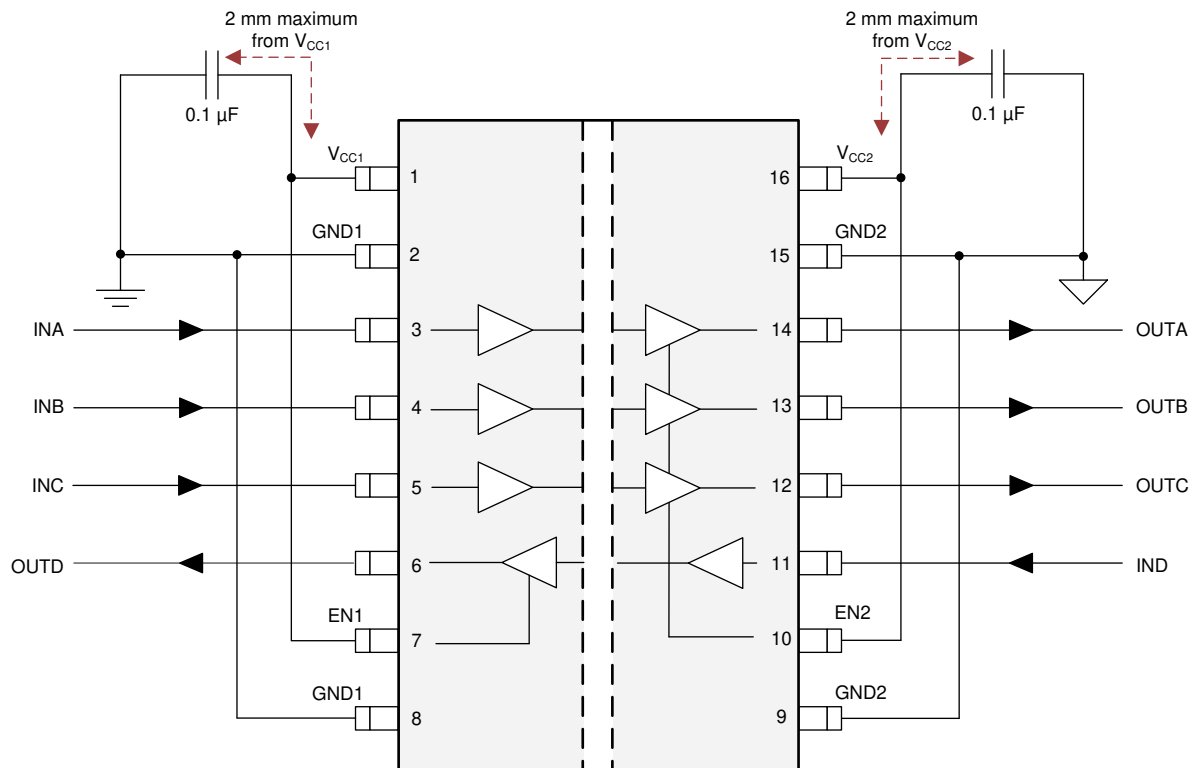 2 mm maximum
from VCC1
2 mm maximum
from VCC2
0.1 µF
0.1 µF
VCC1
1
16
VCC2
GND1
2
15
GND2
INA
3
14
OUTA
INB
4
13
OUTB
INC
5
12
OUTC
OUTD
6
11
IND
EN1
7
10
EN2
GND1
8
9
GND2